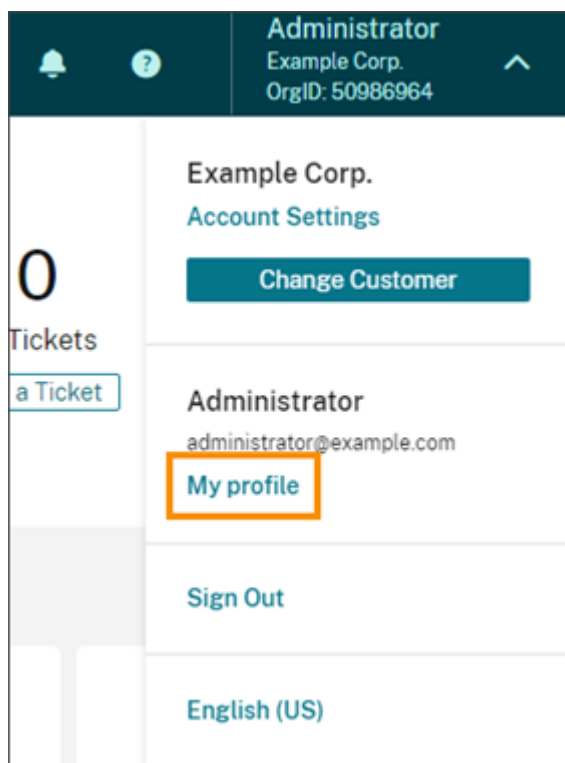 Administrator
Example Corp.
OrgID: 50986964
Example Corp.
Account Settings
Change Customer
0
Tickets
a Ticket
Administrator
administrator@example.com
My profile
Sign Out
English (US)